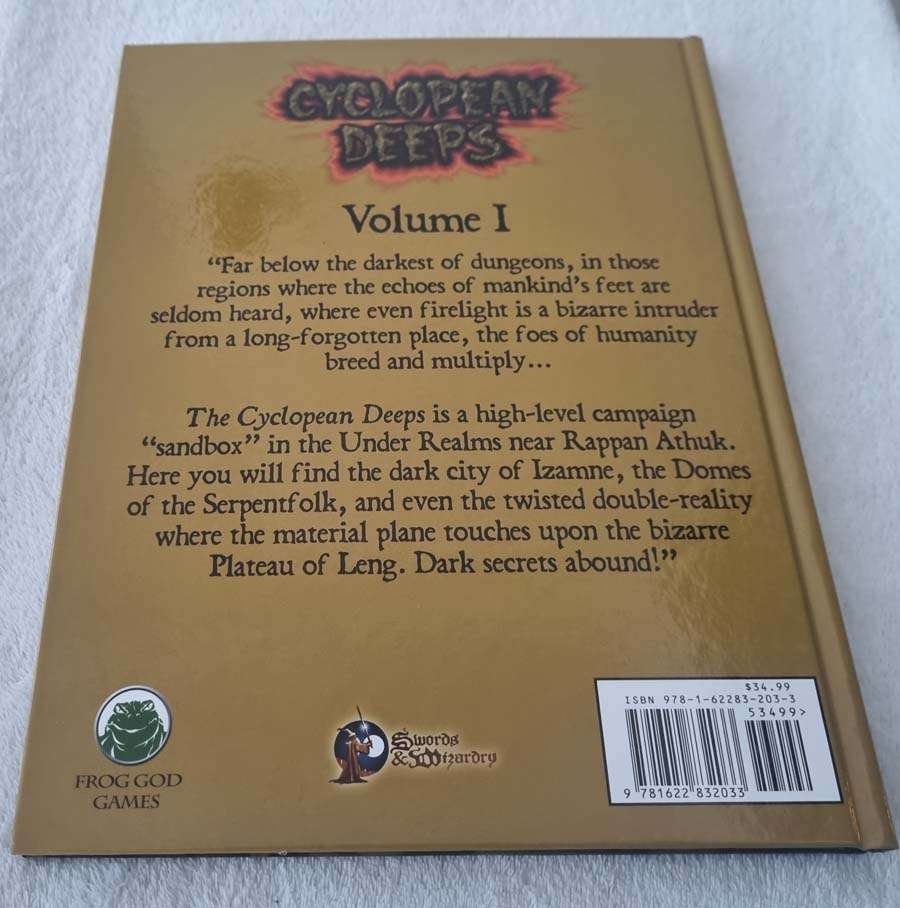 CYCLOPEAN
DEEPS
Volume I
“Far below the darkest of dungeons, in those
regions where the echoes of mankind’s feet are
seldom heard, where even firelight is a bizarre intruder
from a long-forgotten place, the foes of humanity
breed and multiply...
The Cyclopean Deeps is a high-level campaign
“sandbox” in the Under Realms near Rappan Athuk.
Here you will find the dark city of Izamne, the Domes
of the Serpentfolk, and even the twisted double-reality
where the material plane touches upon the bizarre
Plateau of Leng. Dark secrets abound!”
FROG GOD
GAMES
Swords
& Wizardry
$34.99
ISBN 978-1-62283-203-3
53499>
9 781622 832033